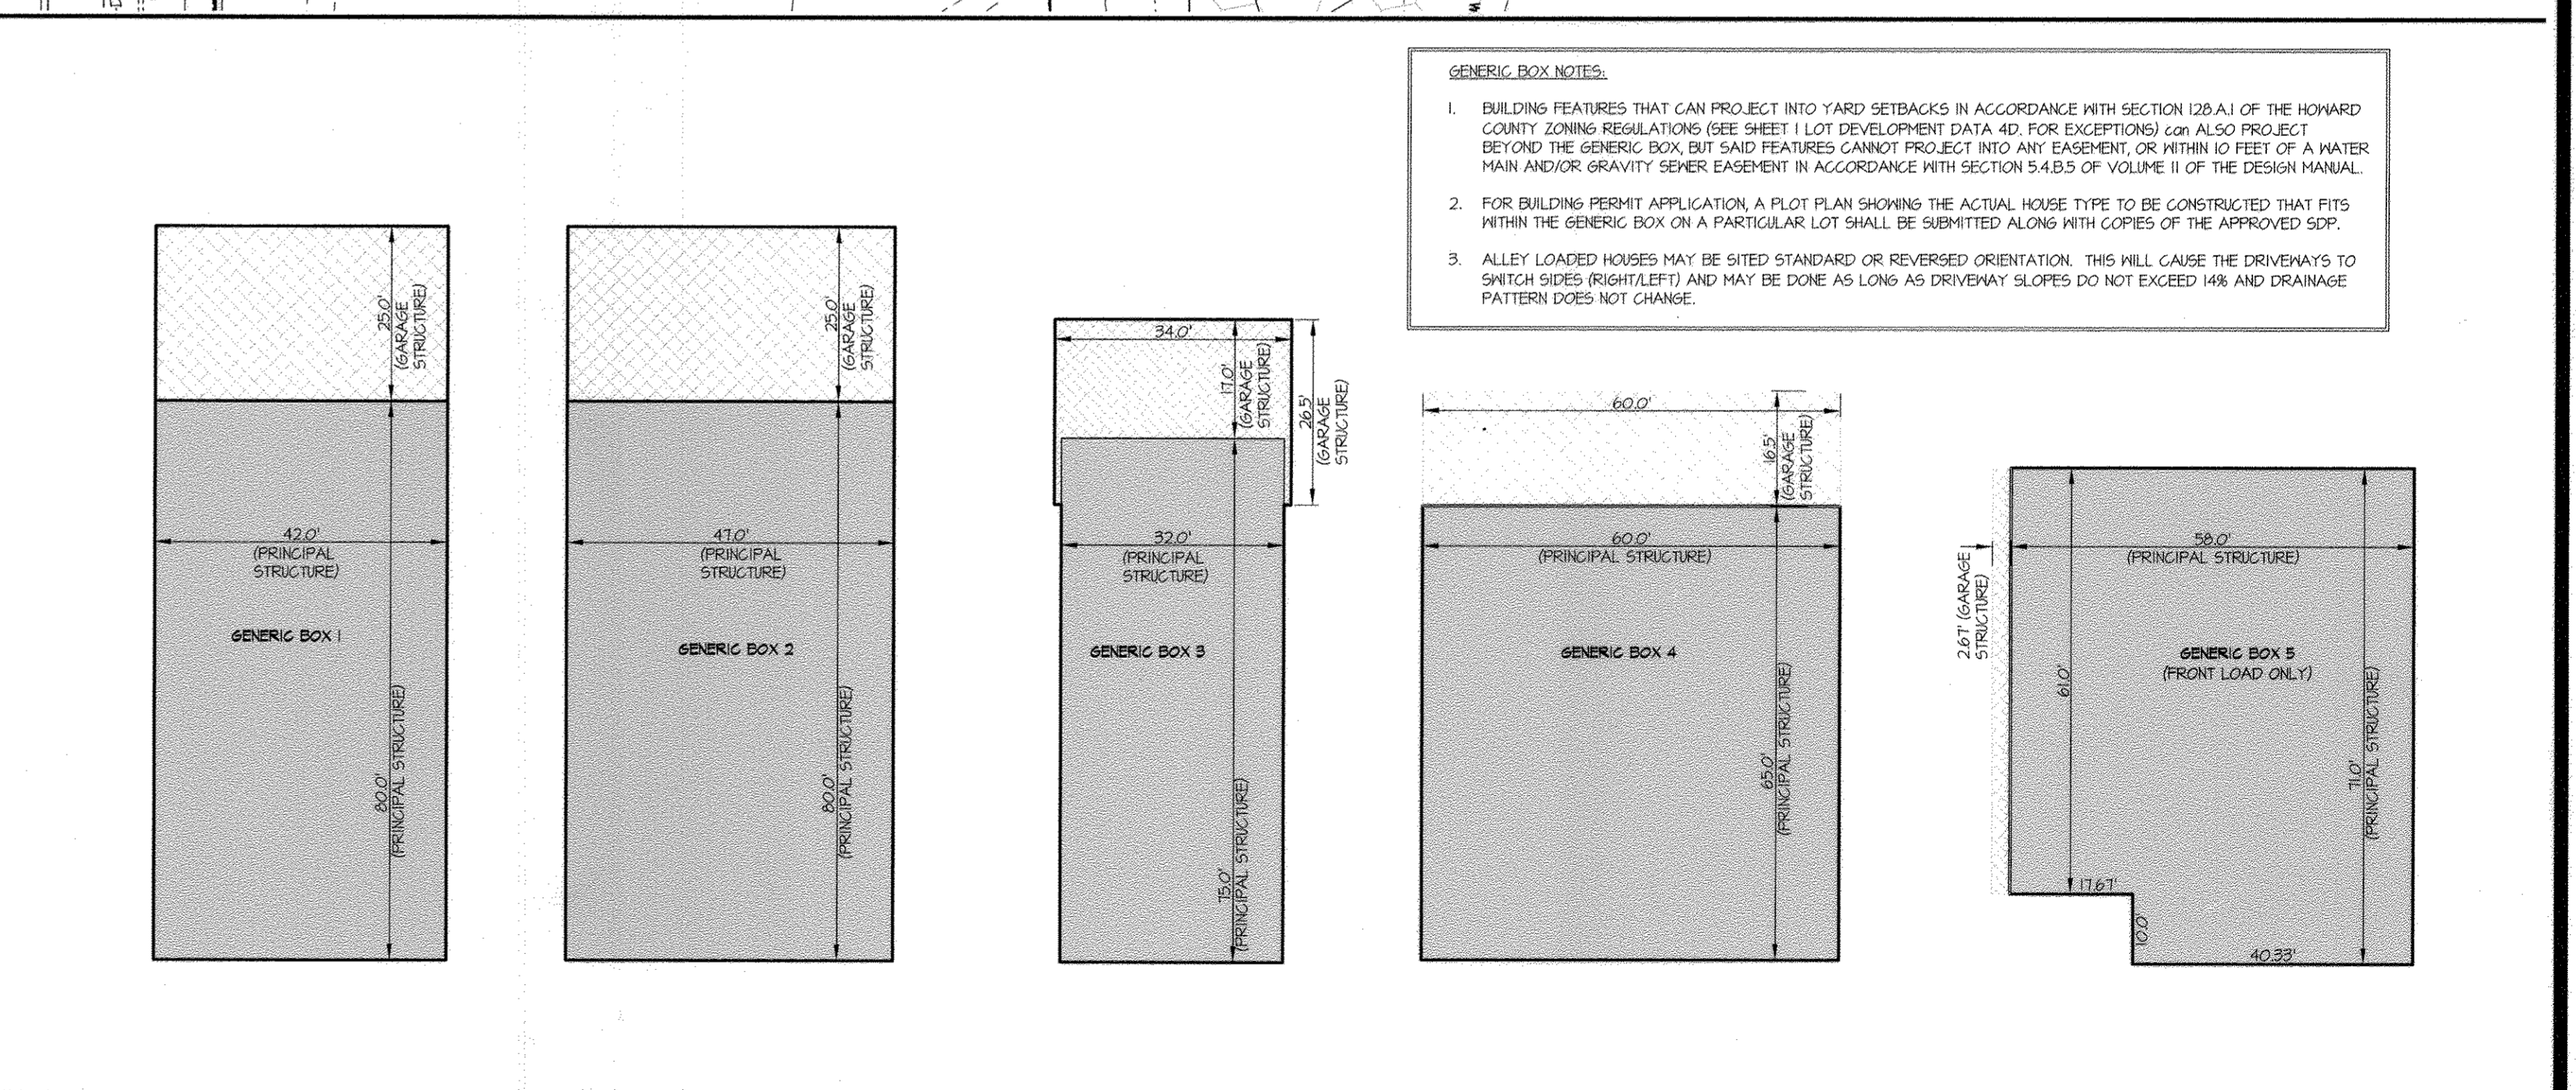 GENERIC BOX NOTES:
1. BUILDING FEATURES THAT CAN PROJECT INTO YARD SETBACKS IN ACCORDANCE WITH SECTION 128.A.1 OF THE HOWARD
COUNTY ZONING REGULATIONS (SEE SHEET 1 LOT DEVELOPMENT DATA 4D. FOR EXCEPTIONS) can ALSO PROJECT
BEYOND THE GENERIC BOX, BUT SAID FEATURES CANNOT PROJECT INTO ANY EASEMENT, OR WITHIN 10 FEET OF A WATER
MAIN AND/OR GRAVITY SEWER EASEMENT IN ACCORDANCE WITH SECTION 5.4.B.5 OF VOLUME II OF THE DESIGN MANUAL.
2. FOR BUILDING PERMIT APPLICATION, A PLOT PLAN SHOWING THE ACTUAL HOUSE TYPE TO BE CONSTRUCTED THAT FITS
WITHIN THE GENERIC BOX ON A PARTICULAR LOT SHALL BE SUBMITTED ALONG WITH COPIES OF THE APPROVED SDP.
3. ALLEY LOADED HOUSES MAY BE SITED STANDARD OR REVERSED ORIENTATION. THIS WILL CAUSE THE DRIVEWAYS TO
SWITCH SIDES (RIGHT/LEFT) AND MAY BE DONE AS LONG AS DRIVEWAY SLOPES DO NOT EXCEED 14% AND DRAINAGE
PATTERN DOES NOT CHANGE.
25.0'
(GARAGE
STRUCTURE)
42.0'
(PRINCIPAL
STRUCTURE)
GENERIC BOX 1
80.0'
(PRINCIPAL STRUCTURE)
25.0'
(GARAGE
STRUCTURE)
47.0'
(PRINCIPAL
STRUCTURE)
GENERIC BOX 2
80.0'
(PRINCIPAL STRUCTURE)
34.0'
17.0'
(GARAGE
STRUCTURE)
26.5'
(GARAGE
STRUCTURE)
32.0'
(PRINCIPAL
STRUCTURE)
GENERIC BOX 3
75.0'
(PRINCIPAL STRUCTURE)
60.0'
16.5'
(GARAGE
STRUCTURE)
60.0'
(PRINCIPAL STRUCTURE)
GENERIC BOX 4
65.0'
(PRINCIPAL STRUCTURE)
2.67' (GARAGE
STRUCTURE)
58.0'
(PRINCIPAL STRUCTURE)
GENERIC BOX 5
(FRONT LOAD ONLY)
61.0'
71.0'
(PRINCIPAL STRUCTURE)
17.67'
10.0'
40.33'